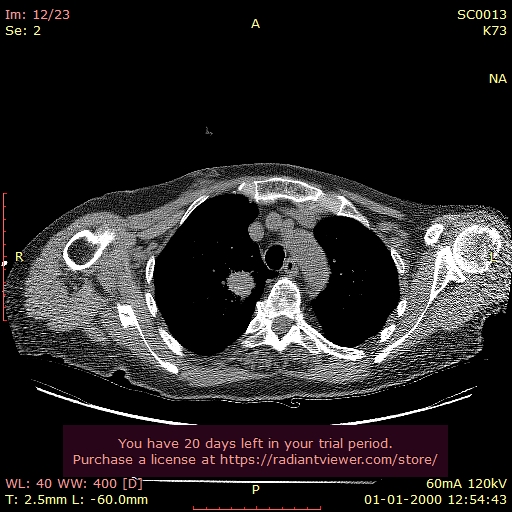 Im: 12/23
Se: 2
A
SC0013
K73
NA
R
L
You have 20 days left in your trial period.
Purchase a license at https://radiantviewer.com/store/
WL: 40 WW: 400 [D]
T: 2.5mm L: -60.0mm
P
60mA 120kV
01-01-2000 12:54:43